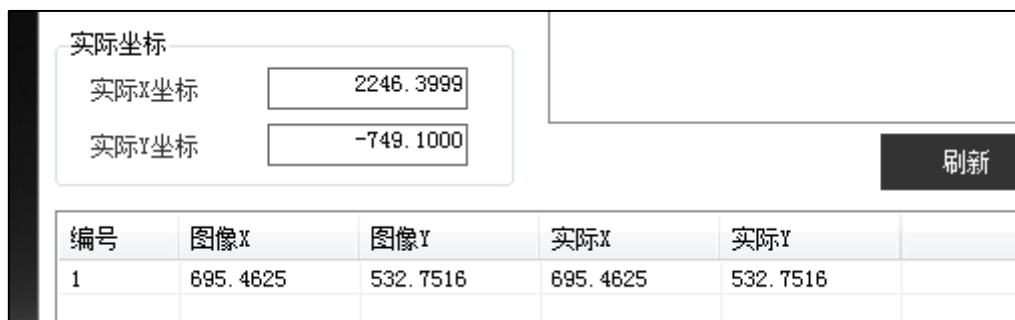 实际坐标
实际X坐标 2246.3999
实际Y坐标 -749.1000
刷新
编号 图像X 图像Y 实际X 实际Y
1 695.4625 532.7516 695.4625 532.7516